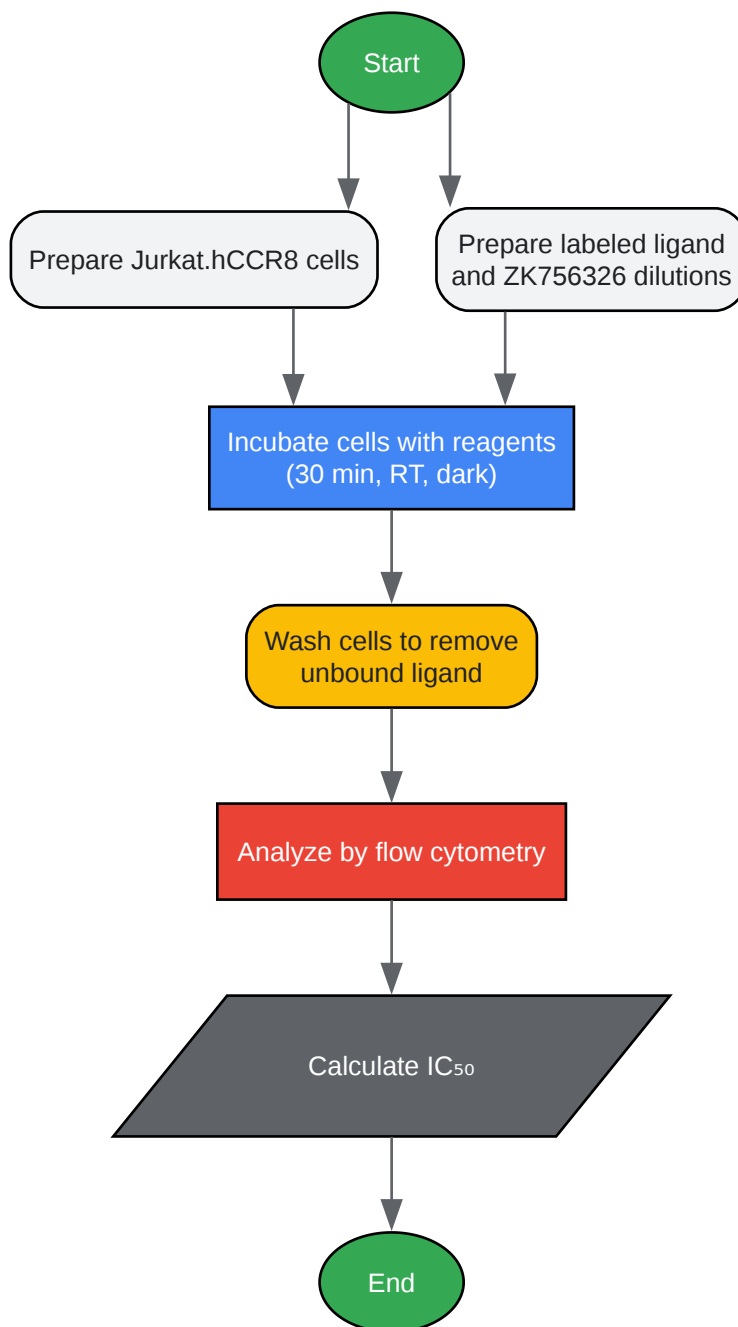 Start
Prepare Jurkat.hCCR8 cells
Prepare labeled ligand
and ZK756326 dilutions
Incubate cells with reagents
(30 min, RT, dark)
Wash cells to remove
unbound ligand
Analyze by flow cytometry
Calculate IC₅₀
End